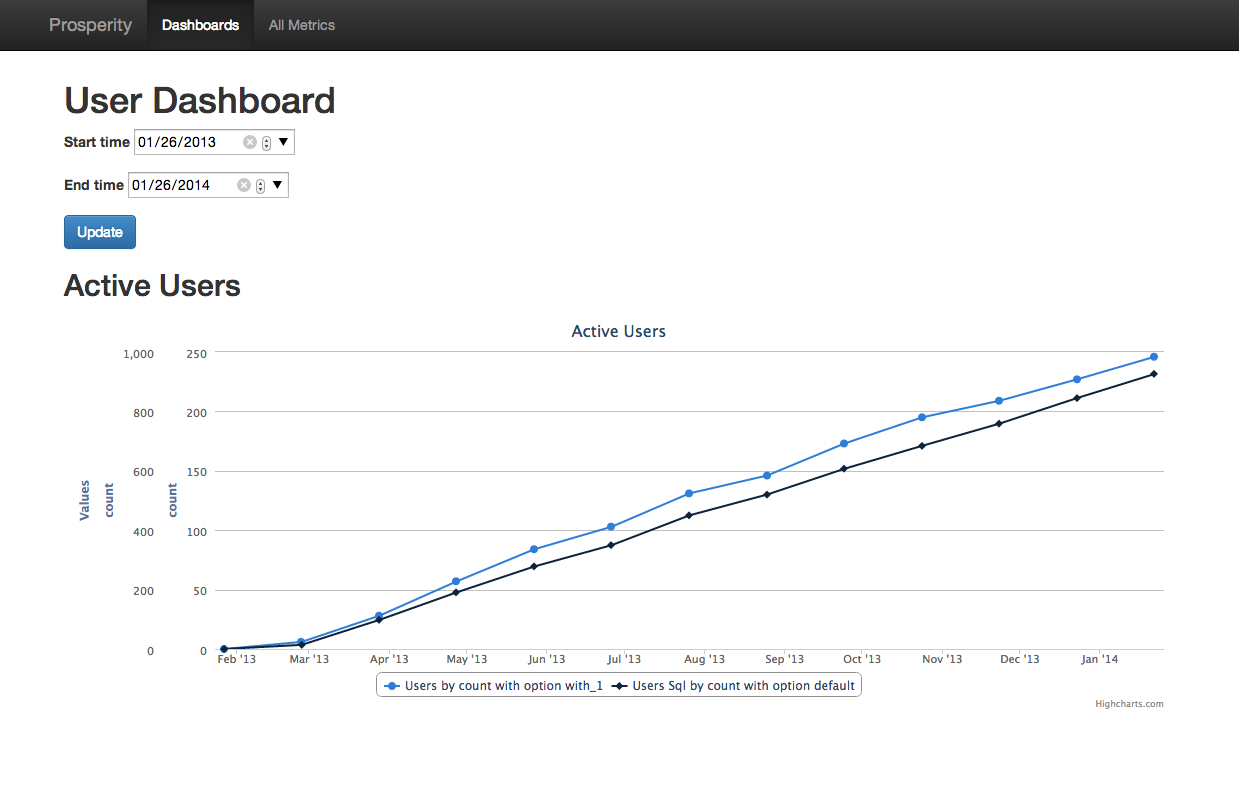 Prosperity Dashboards All Metrics
User Dashboard
Start time 01/26/2013
End time 01/26/2014
Update
Active Users
Active Users
1,000 250
800 200
600 150
400 100
200 50
0 0
Values
count
count
Feb '13 Mar '13 Apr '13 May '13 Jun '13 Jul '13 Aug '13 Sep '13 Oct '13 Nov '13 Dec '13 Jan '14
Users by count with option with_1 Users Sql by count with option default
Highcharts.com